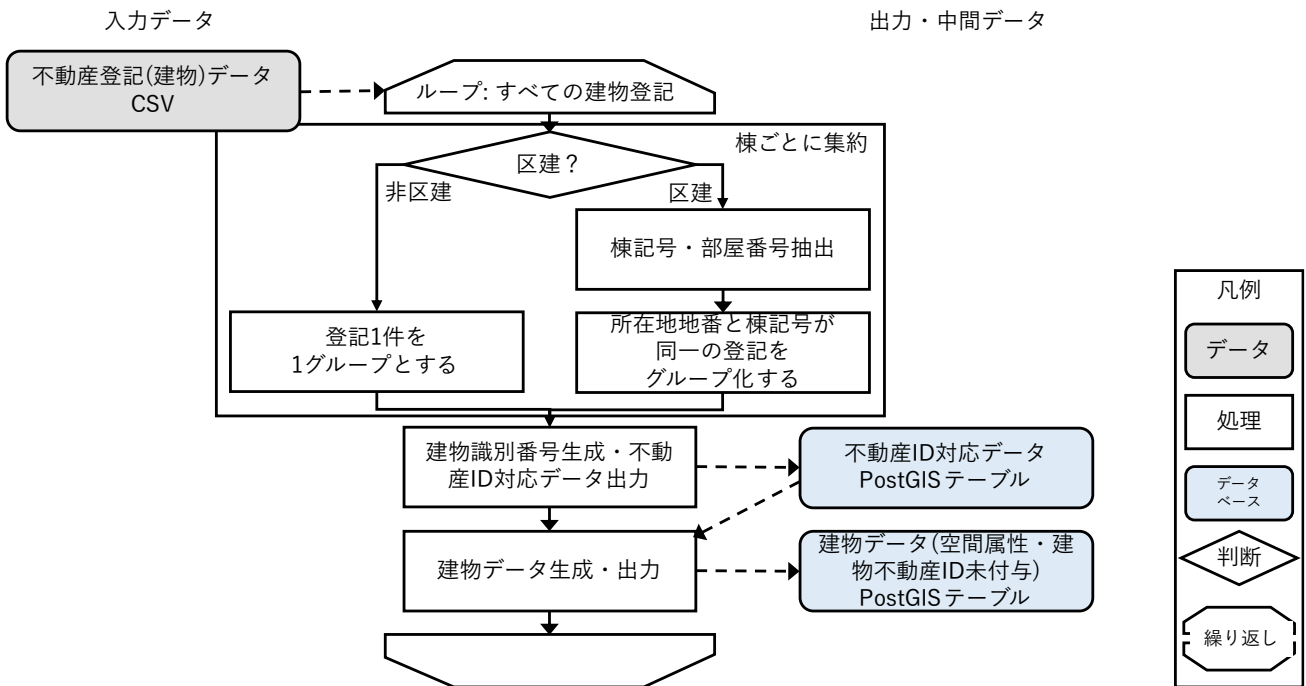 入力データ
出力・中間データ
不動産登記(建物)データ
CSV
ループ: すべての建物登記
棟ごとに集約
区建？
非区建
区建
棟記号・部屋番号抽出
登記1件を
1グループとする
所在地地番と棟記号が
同一の登記を
グループ化する
建物識別番号生成・不動
産ID対応データ出力
不動産ID対応データ
PostGISテーブル
建物データ生成・出力
建物データ(空間属性・建
物不動産ID未付与)
PostGISテーブル
凡例
データ
処理
データ
ベース
判断
繰り返し